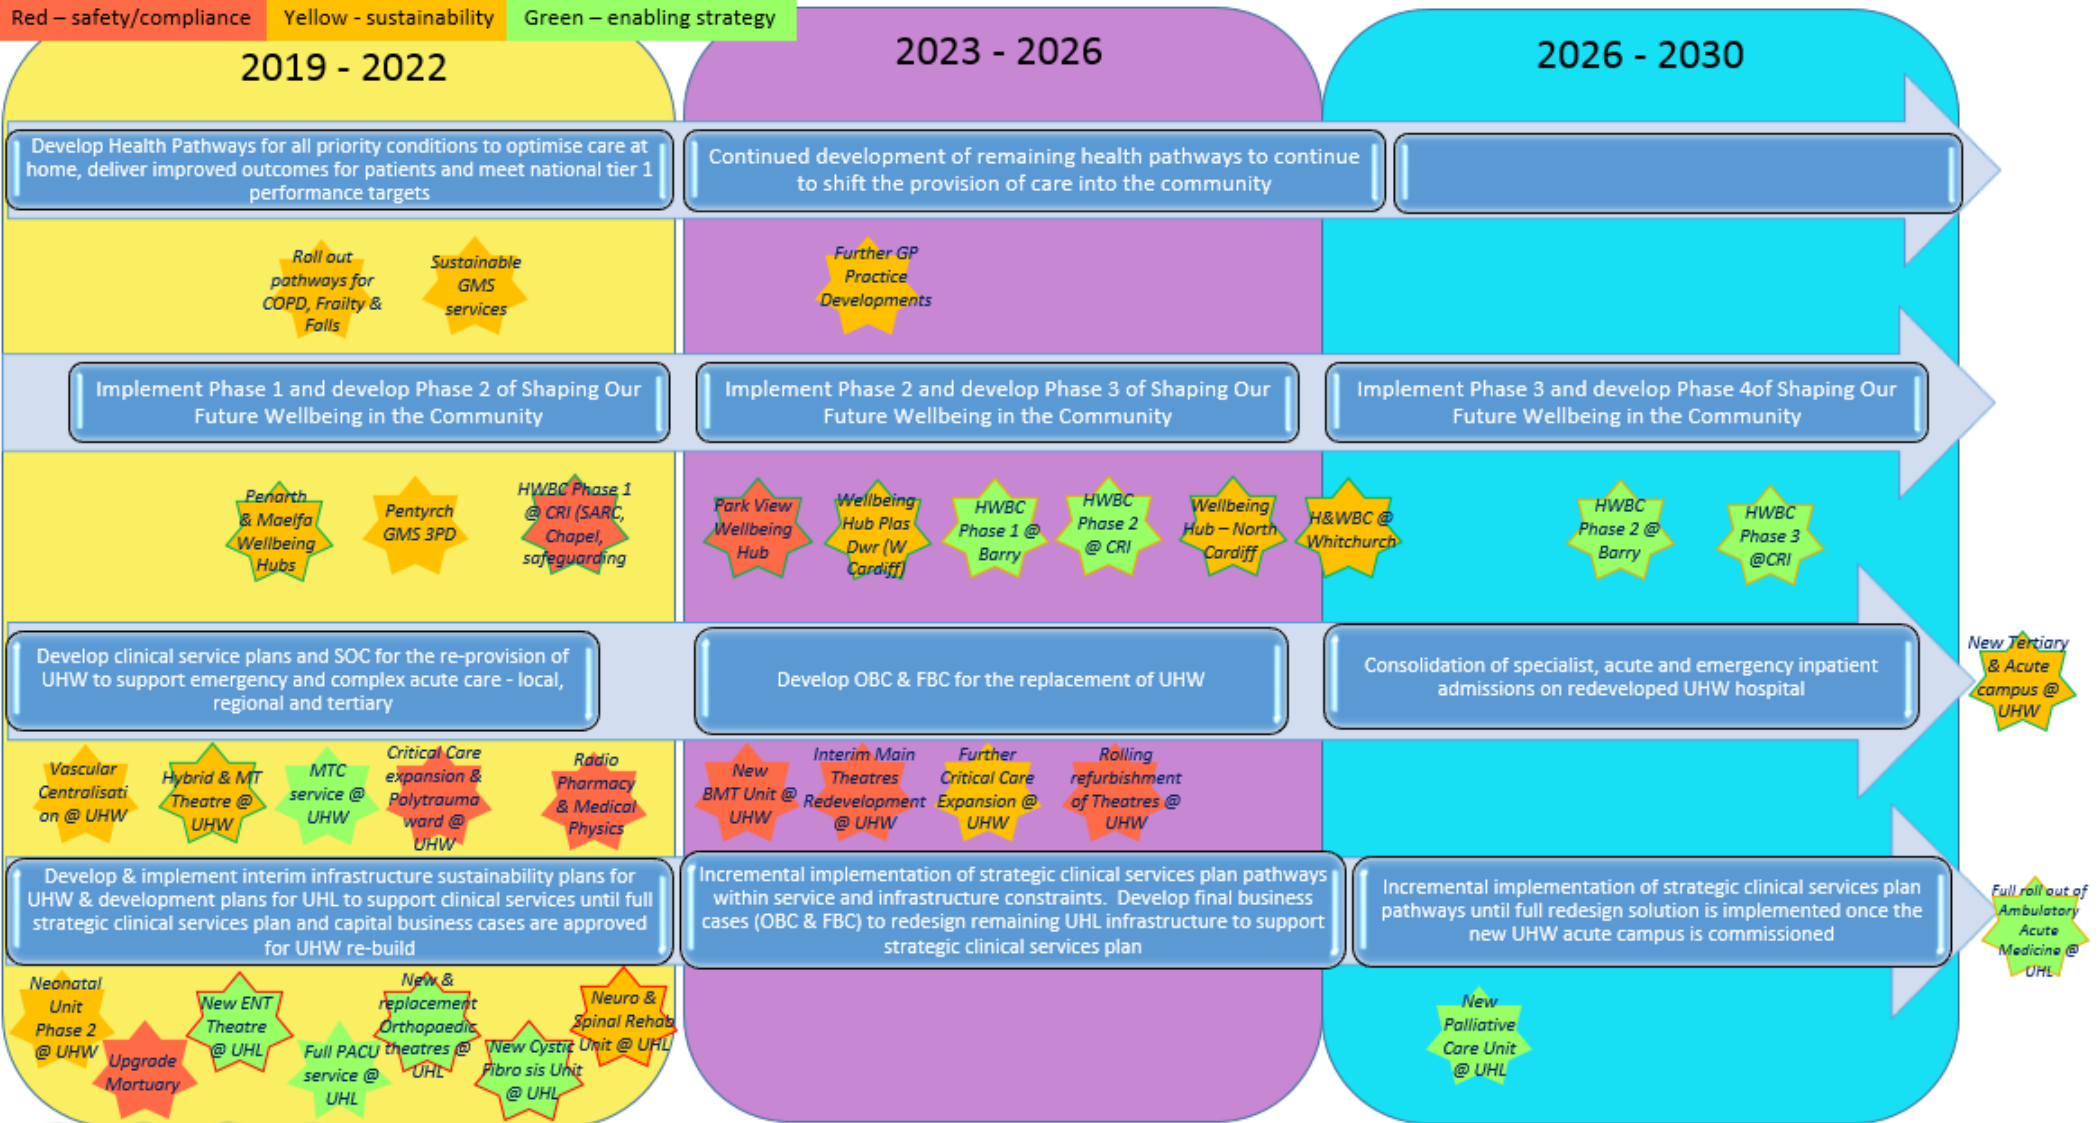 Red – safety/compliance
Yellow - sustainability
Green – enabling strategy
2019 - 2022
2023 - 2026
2026 - 2030
Develop Health Pathways for all priority conditions to optimise care at
home, deliver improved outcomes for patients and meet national tier 1
performance targets
Continued development of remaining health pathways to continue
to shift the provision of care into the community
Roll out
pathways for
COPD, Frailty &
Falls
Sustainable
GMS
services
Further GP
Practice
Developments
Implement Phase 1 and develop Phase 2 of Shaping Our
Future Wellbeing in the Community
Implement Phase 2 and develop Phase 3 of Shaping Our
Future Wellbeing in the Community
Implement Phase 3 and develop Phase 4of Shaping Our
Future Wellbeing in the Community
Penarth
& Maelfa
Wellbeing
Hubs
Pentyrch
GMS 3PD
HWBC Phase 1
@ CRI (SARC,
Chapel,
safeguarding
Park View
Wellbeing
Hub
Wellbeing
Hub Plas
Dwr (W
Cardiff)
HWBC
Phase 1 @
Barry
HWBC
Phase 2
@ CRI
Wellbeing
Hub – North
Cardiff
H&WBC @
Whitchurch
HWBC
Phase 2 @
Barry
HWBC
Phase 3
@CRI
Develop clinical service plans and SOC for the re-provision of
UHW to support emergency and complex acute care - local,
regional and tertiary
Develop OBC & FBC for the replacement of UHW
Consolidation of specialist, acute and emergency inpatient
admissions on redeveloped UHW hospital
New Tertiary
& Acute
campus @
UHW
Vascular
Centralisati
on @ UHW
Hybrid & MT
Theatre @
UHW
MTC
service @
UHW
Critical Care
expansion &
Polytrauma
ward @
UHW
Radio
Pharmacy
& Medical
Physics
New
BMT Unit @
UHW
Interim Main
Theatres
Redevelopment
@ UHW
Further
Critical Care
Expansion @
UHW
Rolling
refurbishment
of Theatres @
UHW
Develop & implement interim infrastructure sustainability plans for
UHW & development plans for UHL to support clinical services until full
strategic clinical services plan and capital business cases are approved
for UHW re-build
Incremental implementation of strategic clinical services plan pathways
within service and infrastructure constraints.  Develop final business
cases (OBC & FBC) to redesign remaining UHL infrastructure to support
strategic clinical services plan
Incremental implementation of strategic clinical services plan
pathways until full redesign solution is implemented once the
new UHW acute campus is commissioned
Full roll out of
Ambulatory
Acute
Medicine @
UHL
Neonatal
Unit
Phase 2
@ UHW
Upgrade
Mortuary
New ENT
Theatre
@ UHL
Full PACU
service @
UHL
New &
replacement
Orthopaedic
theatres @
UHL
New Cystic
Fibro sis Unit
@ UHL
Neuro &
Spinal Rehab
Unit @ UHL
New
Palliative
Care Unit
@ UHL